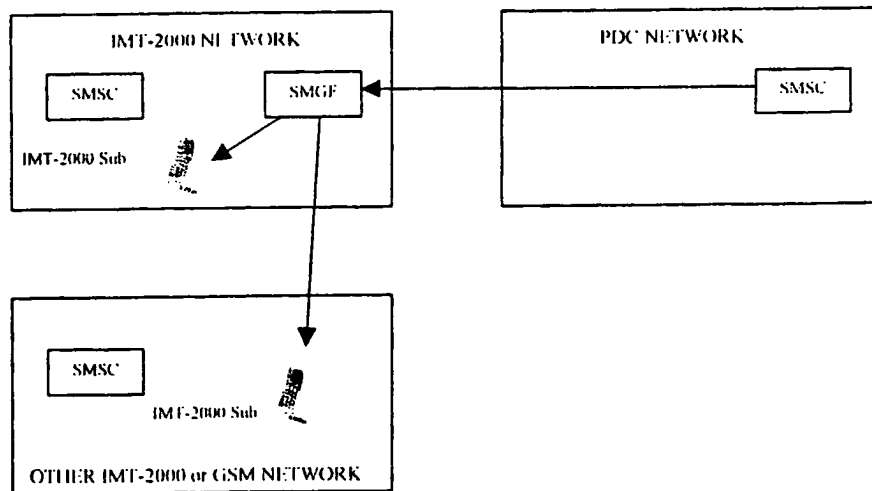 IMT-2000 NETWORK
PDC NETWORK
SMSC
SMGF
SMSC
IMT-2000 Sub
SMSC
IMT-2000 Sub
OTHER IMT-2000 or GSM NETWORK